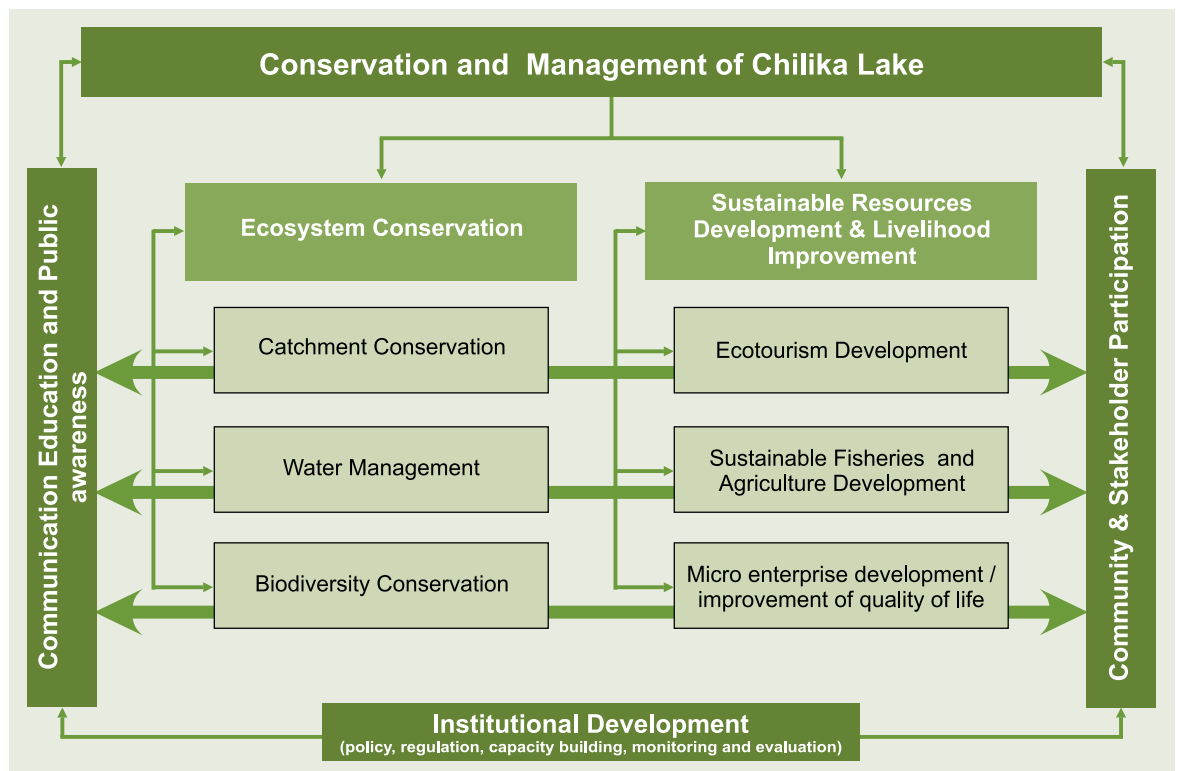 Conservation and Management of Chilika Lake
Communication Education and Public
awareness
Ecosystem Conservation
Sustainable Resources
Development & Livelihood
Improvement
Catchment Conservation
Ecotourism Development
Water Management
Sustainable Fisheries and
Agriculture Development
Biodiversity Conservation
Micro enterprise development /
improvement of quality of life
Community & Stakeholder Participation
Institutional Development
(policy, regulation, capacity building, monitoring and evaluation)